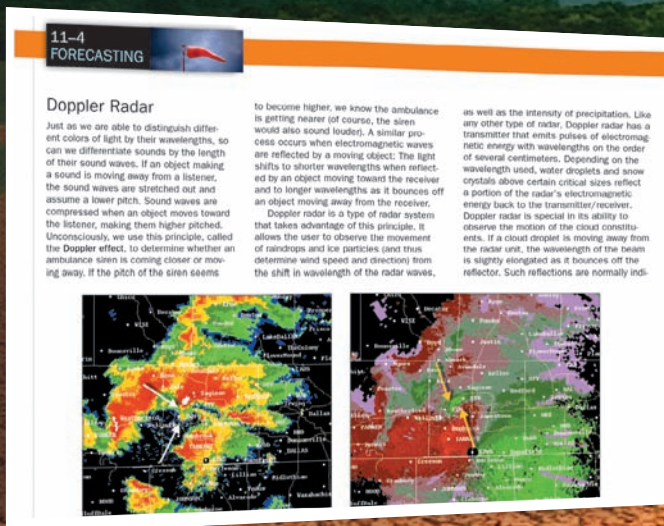 11–4
FORECASTING
Doppler Radar
Just as we are able to distinguish differ-
ent colors of light by their wavelengths, so
can we differentiate sounds by the length
of their sound waves. If an object making
a sound is moving away from a listener,
the sound waves are stretched out and
assume a lower pitch. Sound waves are
compressed when an object moves toward
the listener, making them higher pitched.
Unconsciously, we use this principle, called
the Doppler effect, to determine whether an
ambulance siren is coming closer or mov-
ing away. If the pitch of the siren seems
to become higher, we know the ambulance
is getting nearer (of course, the siren
would also sound louder). A similar pro-
cess occurs when electromagnetic waves
are reflected by a moving object: The light
shifts to shorter wavelengths when reflect-
ed by an object moving toward the receiver
and to longer wavelengths as it bounces off
an object moving away from the receiver.
Doppler radar is a type of radar system
that takes advantage of this principle. It
allows the user to observe the movement
of raindrops and ice particles (and thus
determine wind speed and direction) from
the shift in wavelength of the radar waves,
as well as the intensity of precipitation. Like
any other type of radar, Doppler radar has a
transmitter that emits pulses of electromag-
netic energy with wavelengths on the order
of several centimeters. Depending on the
wavelength used, water droplets and snow
crystals above certain critical sizes reflect
a portion of the radar's electromagnetic
energy back to the transmitter/receiver.
Doppler radar is special in its ability to
observe the motion of the cloud constitu-
ents. If a cloud droplet is moving away from
the radar unit, the wavelength of the beam
is slightly elongated as it bounces off the
reflector. Such reflections are normally indi-
Decatur
WISE
Boonville
Justin
Keller
Saginaw
Irving
Dallas
DALLAS
Cresson
Lillian
Alvarado
Waxahachie